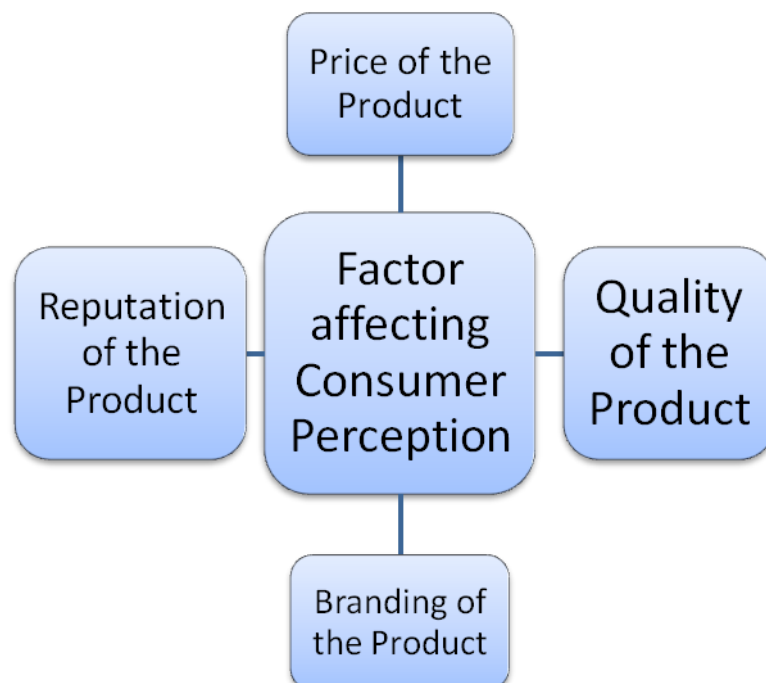 Price of the
Product
Reputation
of the
Product
Factor
affecting
Consumer
Perception
Quality
of the
Product
Branding of
the Product